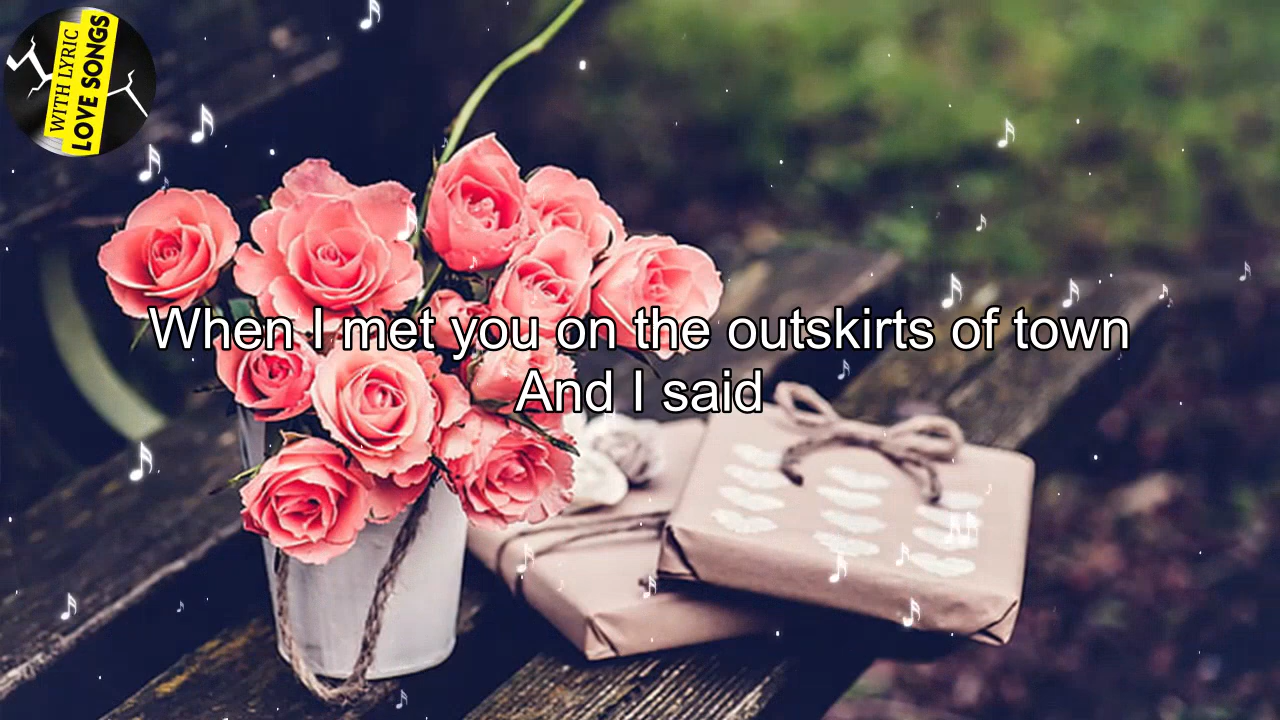 WITH LYRIC
LOVE SONGS
When I met you on the outskirts of town
And I said